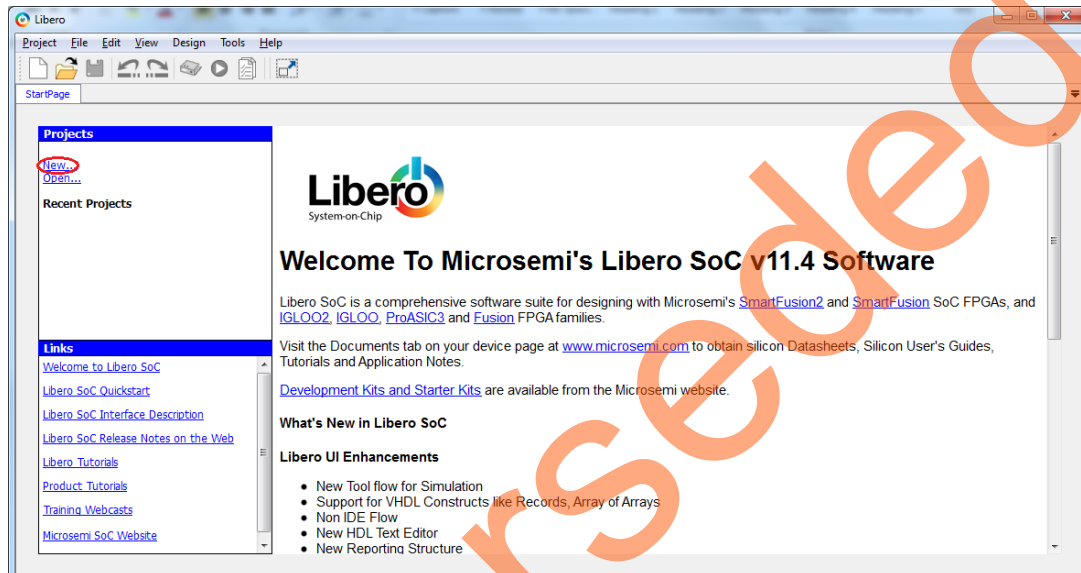 Libero
Project File Edit View Design Tools Help
StartPage
Projects
New...
Open...
Recent Projects
Links
Welcome to Libero SoC
Libero SoC Quickstart
Libero SoC Interface Description
Libero SoC Release Notes on the Web
Libero Tutorials
Product Tutorials
Training Webcasts
Microsemi SoC Website
Libero
System-on-Chip
Welcome To Microsemi's Libero SoC v11.4 Software
Libero SoC is a comprehensive software suite for designing with Microsemi's SmartFusion2 and SmartFusion SoC FPGAs, and
IGLOO2, IGLOO, ProASIC3 and Fusion FPGA families.
Visit the Documents tab on your device page at www.microsemi.com to obtain silicon Datasheets, Silicon User's Guides,
Tutorials and Application Notes.
Development Kits and Starter Kits are available from the Microsemi website.
What's New in Libero SoC
Libero UI Enhancements
• New Tool flow for Simulation
• Support for VHDL Constructs like Records, Array of Arrays
• Non IDE Flow
• New HDL Text Editor
• New Reporting Structure
rseded